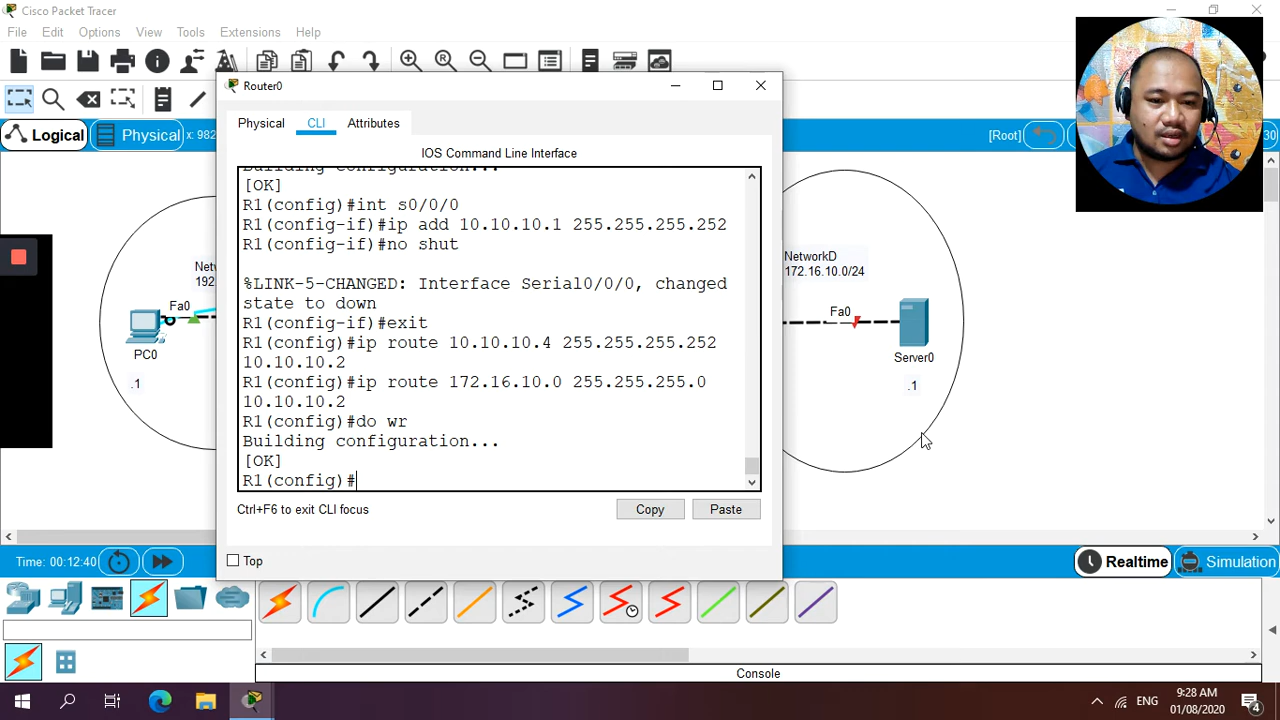 Cisco Packet Tracer
File Edit Options View Tools Extensions Help
Router0
Logical
Physical
x: 982
[Root]
30
Physical CLI Attributes
IOS Command Line Interface
Building configuration...
[OK]
R1(config)#int s0/0/0
R1(config-if)#ip add 10.10.10.1 255.255.255.252
R1(config-if)#no shut
%LINK-5-CHANGED: Interface Serial0/0/0, changed
state to down
R1(config-if)#exit
R1(config)#ip route 10.10.10.4 255.255.255.252
10.10.10.2
R1(config)#ip route 172.16.10.0 255.255.255.0
10.10.10.2
R1(config)#do wr
Building configuration...
[OK]
R1(config)#
Ctrl+F6 to exit CLI focus
Copy
Paste
Top
Netw
192
Fa0
PC0
.1
NetworkD
172.16.10.0/24
Fa0
Server0
.1
Time: 00:12:40
Realtime
Simulation
Console
ENG
9:28 AM
01/08/2020
4